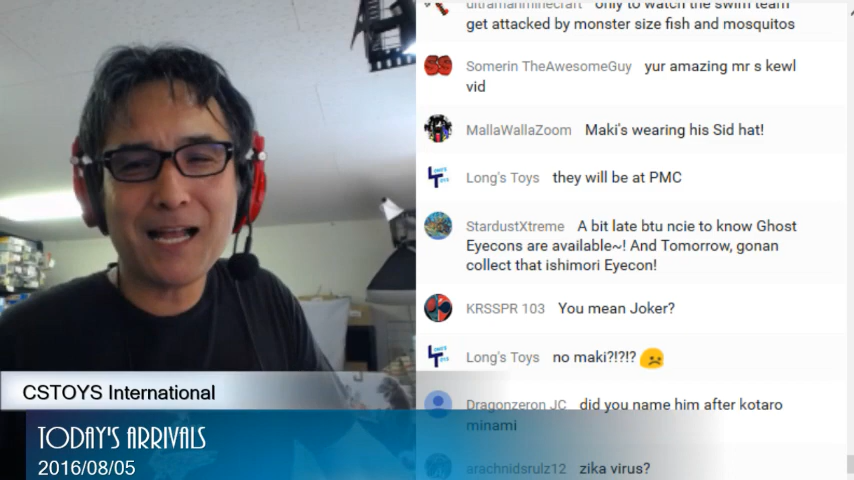 ultramanminecraft only to watch the swim team
get attacked by monster size fish and mosquitos
Somerin TheAwesomeGuy yur amazing mr s kewl
vid
MallaWallaZoom Maki's wearing his Sid hat!
Long's Toys they will be at PMC
StardustXtreme A bit late btu ncie to know Ghost
Eyecons are available~! And Tomorrow, gonan
collect that ishimori Eyecon!
KRSSPR 103 You mean Joker?
Long's Toys no maki?!?!?
Dragonzeron JC did you name him after kotaro
minami
arachnidsrulz12 zika virus?
CSTOYS International
TODAY'S ARRIVALS
2016/08/05